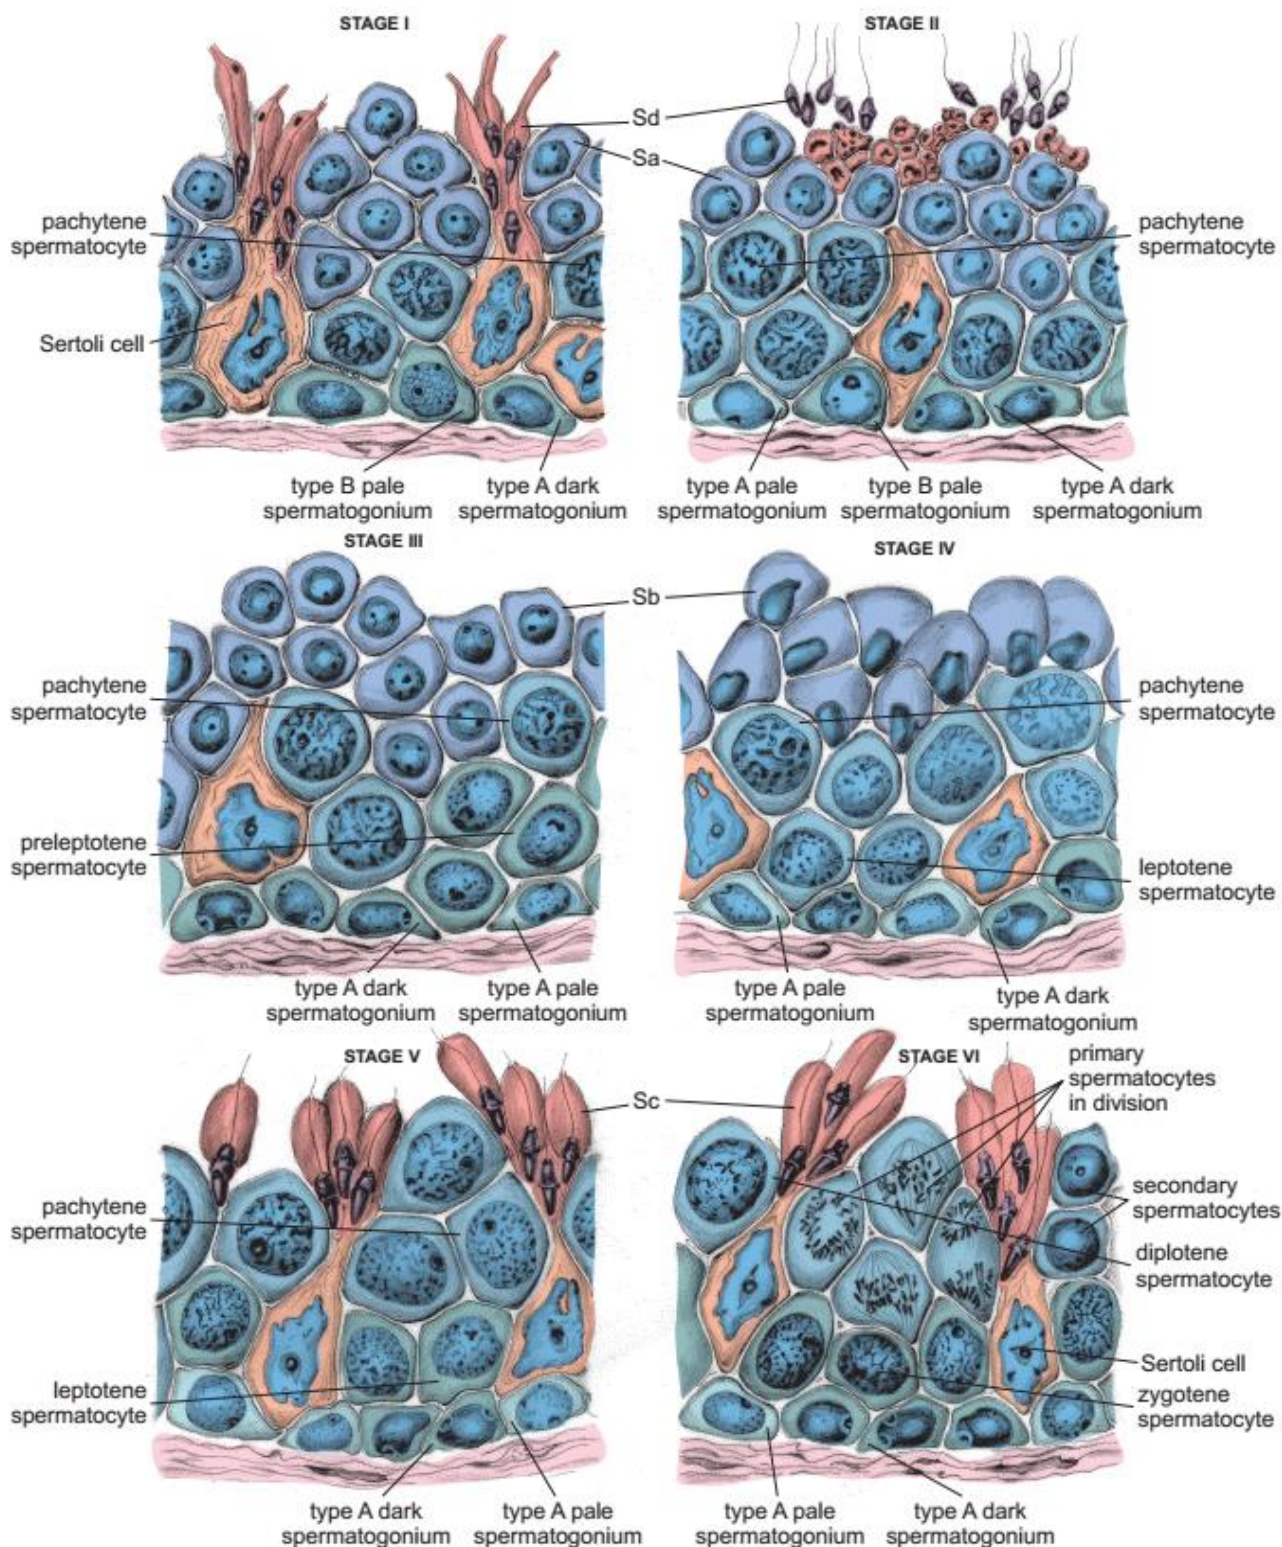 STAGE I
STAGE II
Sd
Sa
pachytene
spermatocyte
pachytene
spermatocyte
Sertoli cell
type B pale
spermatogonium
type A dark
spermatogonium
type A pale
spermatogonium
type B pale
spermatogonium
type A dark
spermatogonium
STAGE III
STAGE IV
Sb
pachytene
spermatocyte
pachytene
spermatocyte
preleptotene
spermatocyte
leptotene
spermatocyte
type A dark
spermatogonium
type A pale
spermatogonium
type A pale
spermatogonium
type A dark
spermatogonium
STAGE V
STAGE VI
primary
spermatocytes
in division
Sc
pachytene
spermatocyte
secondary
spermatocytes
diplotene
spermatocyte
leptotene
spermatocyte
Sertoli cell
zygotene
spermatocyte
type A dark
spermatogonium
type A pale
spermatogonium
type A pale
spermatogonium
type A dark
spermatogonium